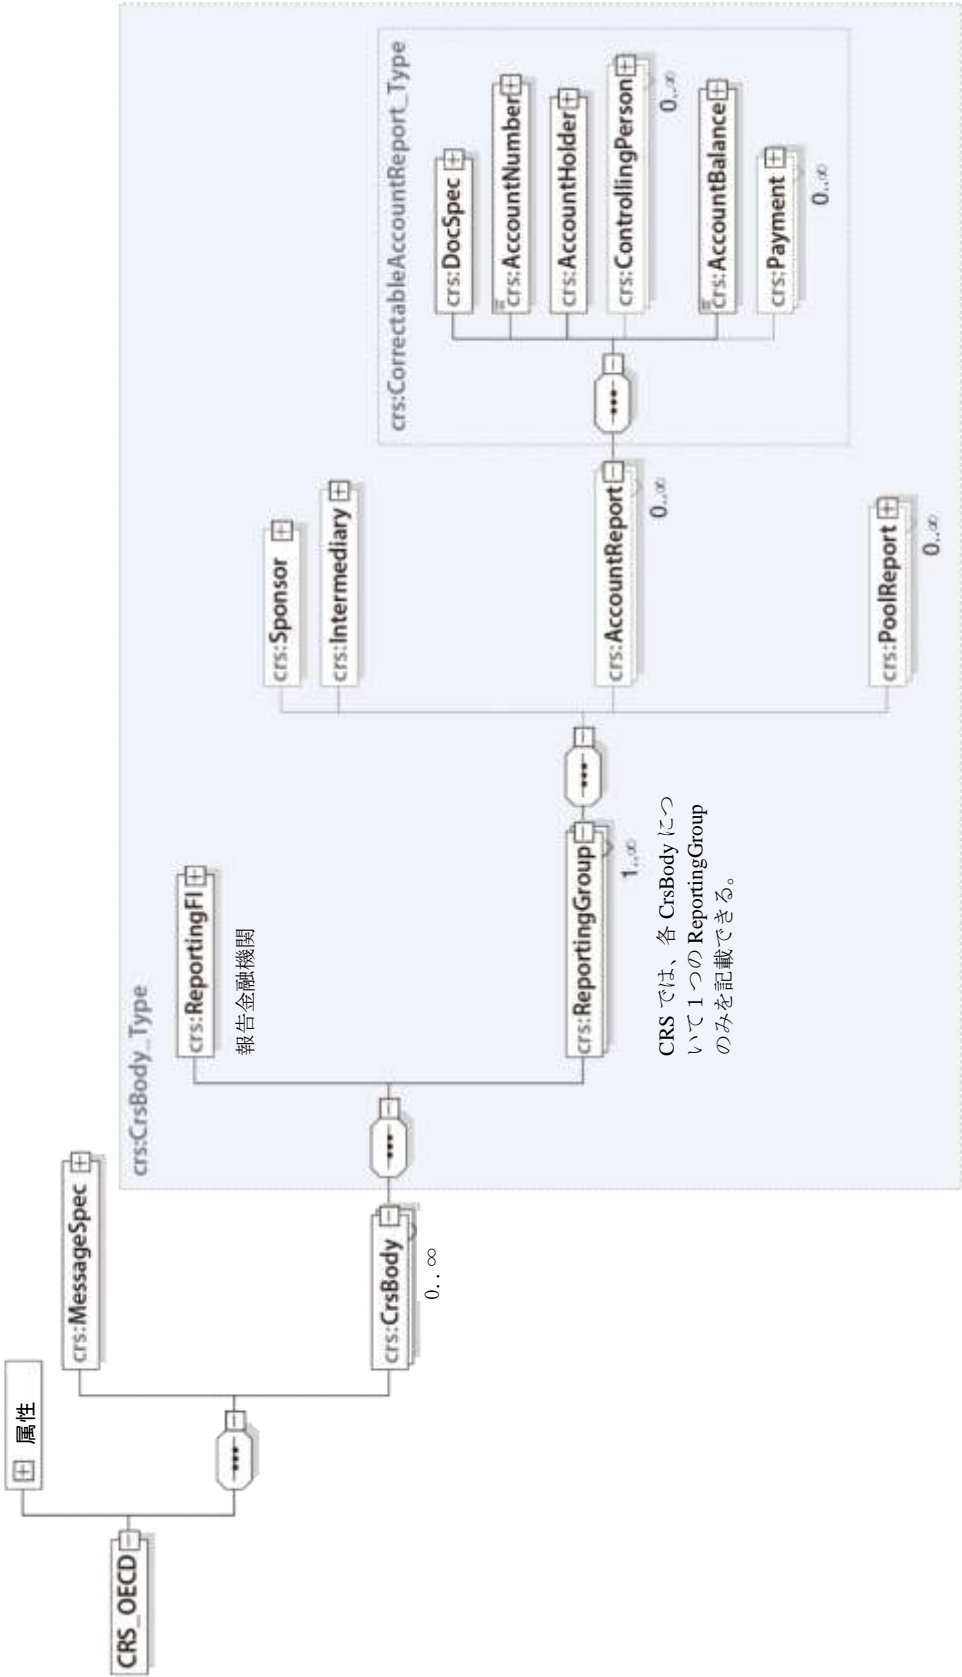 CRS_OECD
属性
crs:MessageSpec
crs:CrsBody
0..∞
crs:CrsBody_Type
crs:ReportingFI
報告金融機関
crs:ReportingGroup
1..∞
CRS では、各 CrsBody につ
いて 1 つの ReportingGroup
のみを記載できる。
crs:Sponsor
crs:Intermediary
crs:AccountReport
0..∞
crs:PoolReport
0..∞
crs:CorrectableAccountReport_Type
crs:DocSpec
crs:AccountNumber
crs:AccountHolder
crs:ControllingPerson
0..∞
crs:AccountBalance
crs:Payment
0..∞